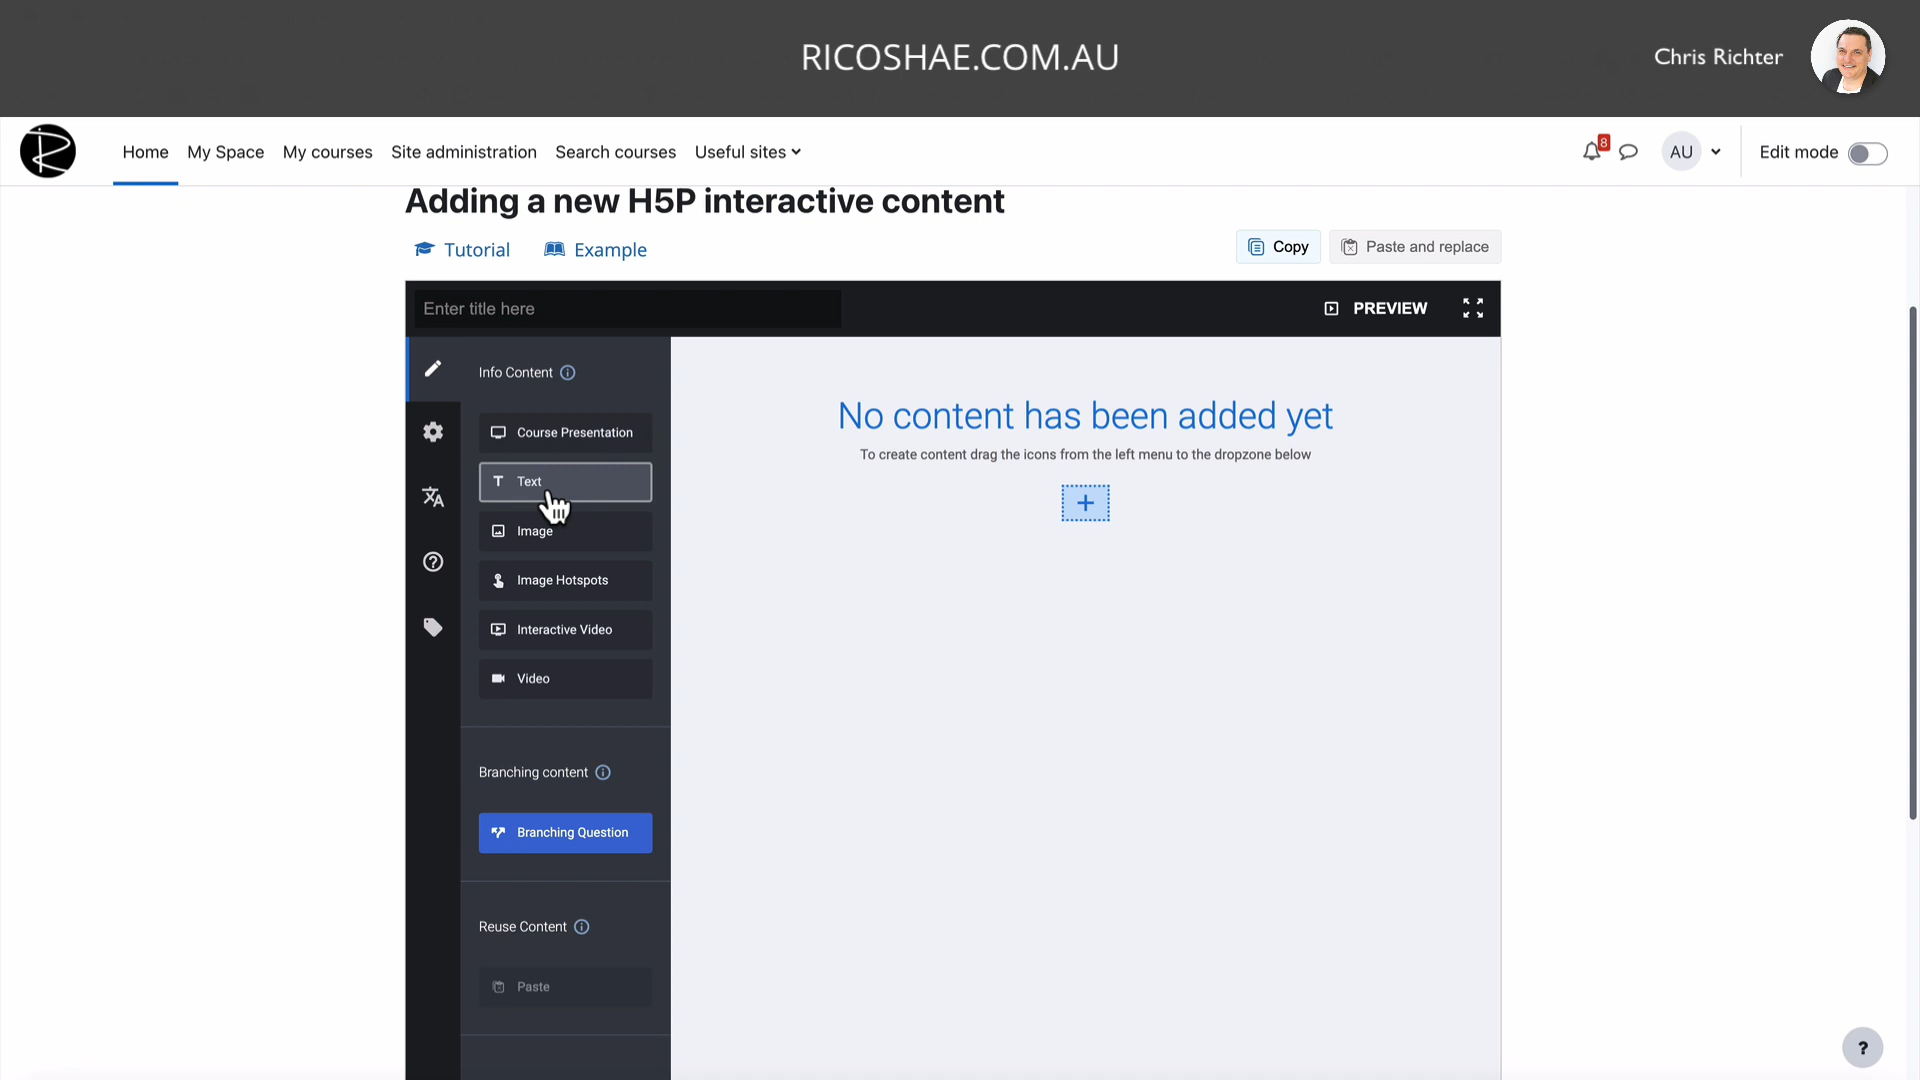 RICOSHAE.COM.AU
Chris Richter
Home My Space My courses Site administration Search courses Useful sites
8
AU
Edit mode
Adding a new H5P interactive content
Tutorial Example
Copy Paste and replace
Enter title here
PREVIEW
Info Content
Course Presentation
Text
Image
Image Hotspots
Interactive Video
Video
Branching content
Branching Question
Reuse Content
Paste
No content has been added yet
To create content drag the icons from the left menu to the dropzone below
+
?